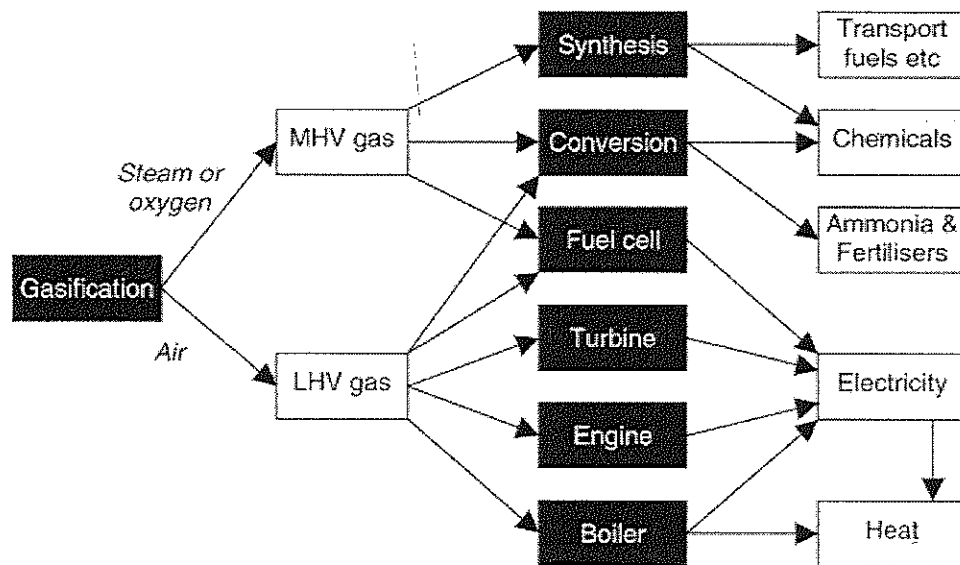 Synthesis
Transport
fuels etc
MHV gas
Conversion
Chemicals
Steam or
oxygen
Fuel cell
Ammonia &
Fertilisers
Gasification
Air
Turbine
LHV gas
Electricity
Engine
Boiler
Heat